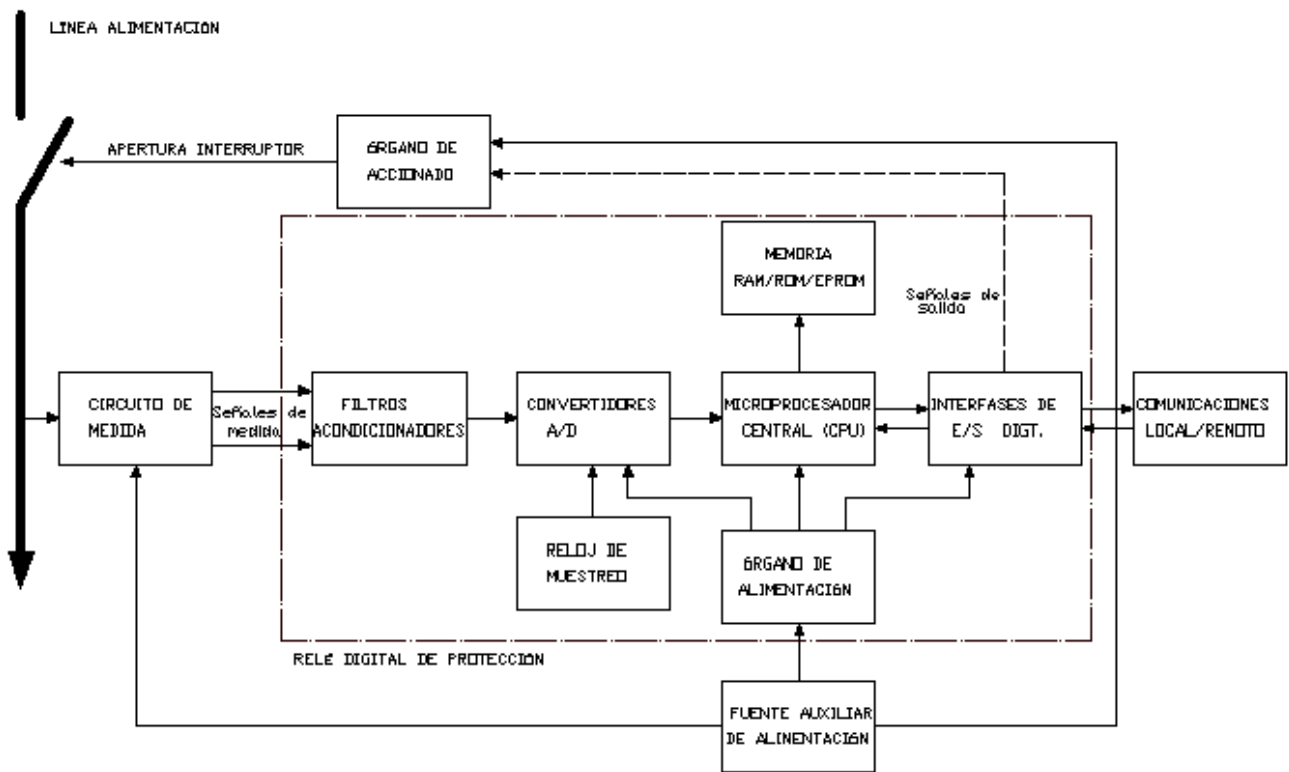 LINEA ALIMENTACION
APERTURA INTERRUPTOR
ÓRGANO DE
ACCIONADO
MEMORIA
RAM/ROM/EPROM
Señales de
salida
CIRCUITO DE
MEDIDA
Señales de
medida
FILTROS
ACONDICIONADORES
CONVERTIDORES
A/D
MICROPROCESADOR
CENTRAL (CPU)
INTERFASES DE
E/S DIGT.
COMUNICACIONES
LOCAL/REMOTO
RELOJ DE
MUESTREO
ÓRGANO DE
ALIMENTACIÓN
RELÉ DIGITAL DE PROTECCIÓN
FUENTE AUXILIAR
DE ALIMENTACIÓN